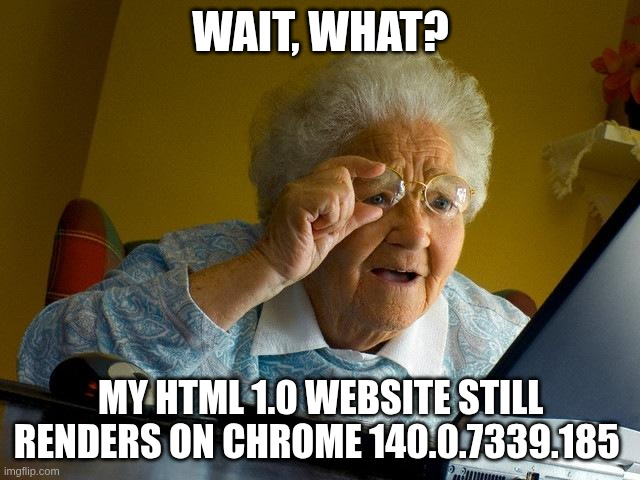 WAIT, WHAT?
MY HTML 1.0 WEBSITE STILL
RENDERS ON CHROME 140.0.7339.185
imgflip.com